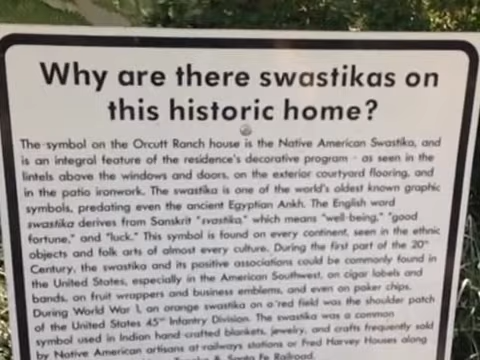 Why are there swastikas on
this historic home?
The symbol on the Orcutt Ranch house is the Native American Swastika, and
is an integral feature of the residence's decorative program - as seen in the
lintels above the windows and doors, on the exterior courtyard flooring, and
in the patio ironwork. The swastika is one of the world's oldest known graphic
symbols, predating even the ancient Egyptian Ankh. The English word
swastika derives from Sanskrit "svastika," which means "well-being," "good
fortune," and "luck." This symbol is found on every continent, seen in the ethnic
objects and folk arts of almost every culture. During the first part of the 20th
Century, the swastika and its positive associations could be commonly found in
the United States, especially in the American Southwest, on cigar labels and
bands, on fruit wrappers and business emblems, and even on poker chips.
During World War I, an orange swastika on a red field was the shoulder patch
of the United States 45th Infantry Division. The swastika was a common
symbol used in Indian hand crafted blankets, jewelry, and crafts frequently sold
by Native American artisans at railways stations or Fred Harvey Houses along
& Santa Fe Railroad.